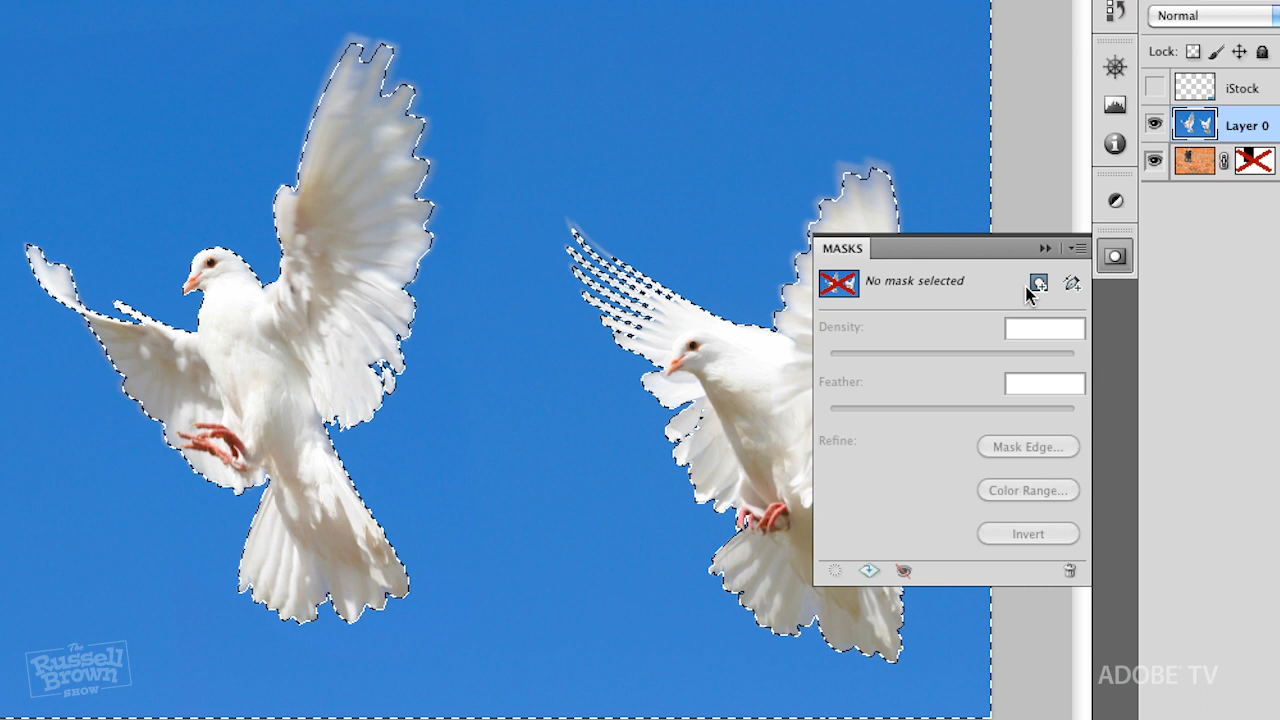 Normal
Lock:
iStock
Layer 0
MASKS
No mask selected
Density:
Feather:
Refine:
Mask Edge...
Color Range...
Invert
The
Russell
Brown
SHOW
ADOBE TV